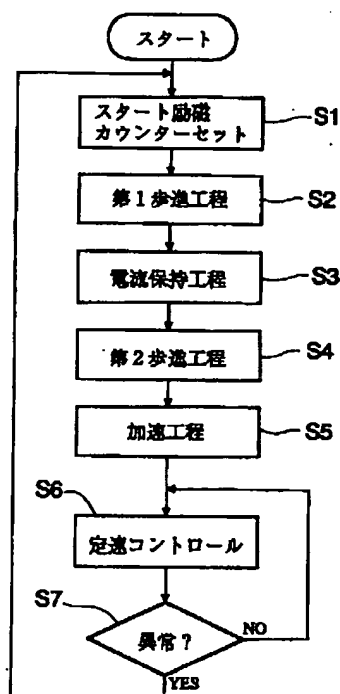 スタート
スタート励磁
カウンターセット
S1
第1歩進工程
S2
電流保持工程
S3
第2歩進工程
S4
加速工程
S5
S6
定速コントロール
S7
異常?
NO
YES